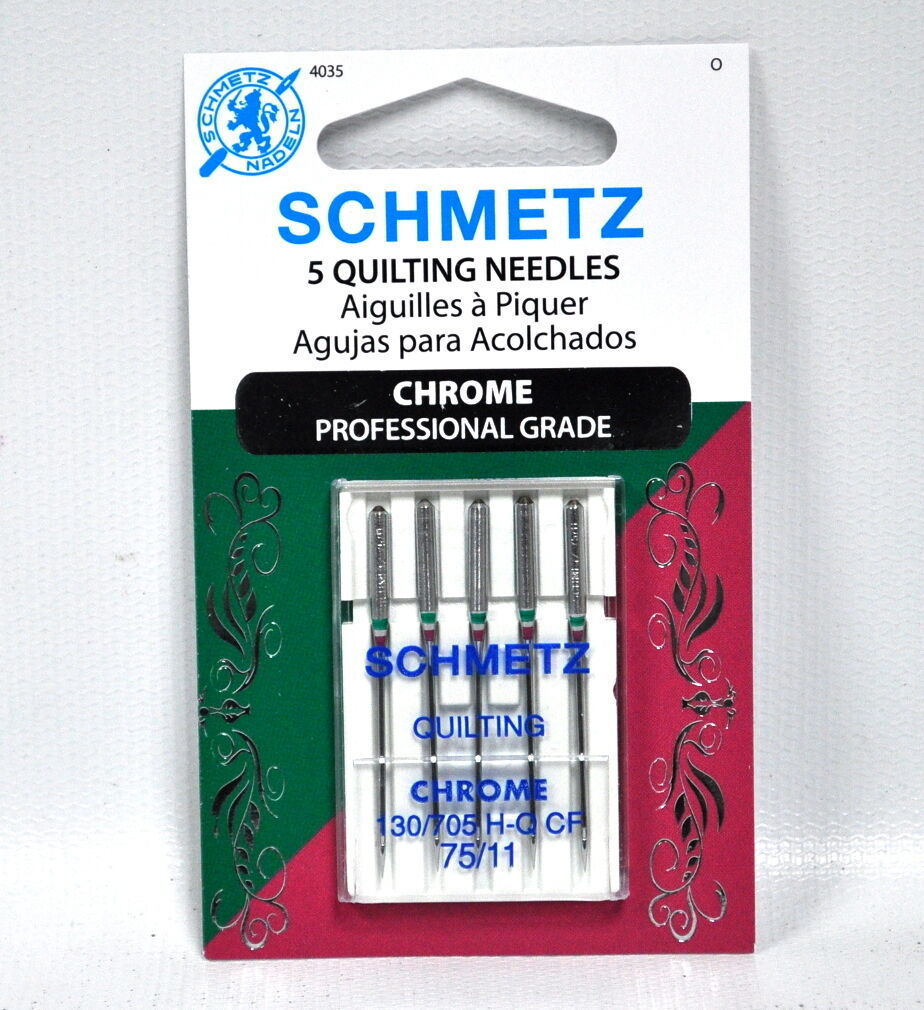 SCHMETZ
NADELN
4035
O
SCHMETZ
5 QUILTING NEEDLES
Aiguilles à Piquer
Agujas para Acolchados
CHROME
PROFESSIONAL GRADE
SCHMETZ
QUILTING
CHROME
130/705 H-Q CF
75/11